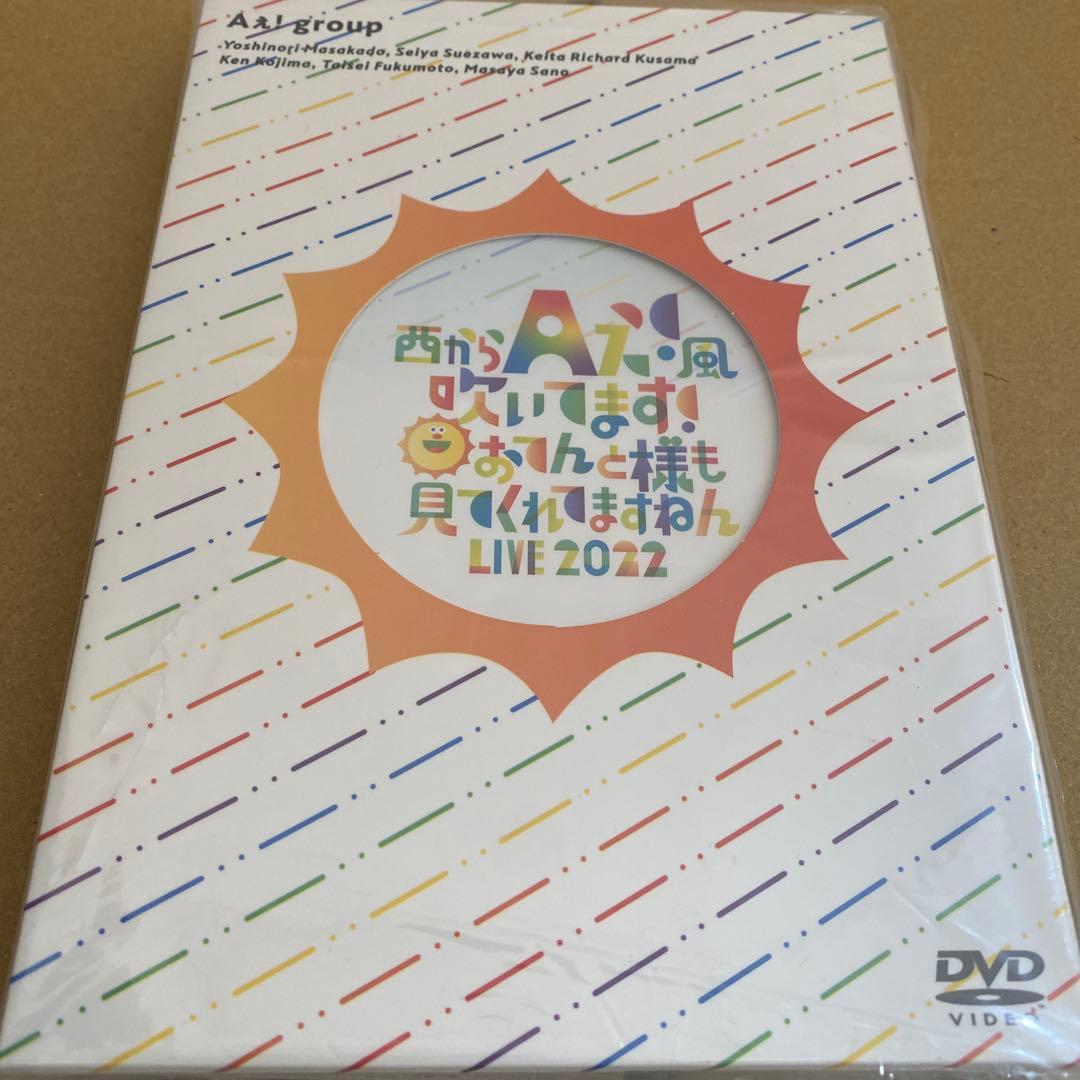 Aぇ! group
Yoshinori Masakado, Seiya Suezawa, Keita Richard Kusama
Ken Kojima, Taisei Fukumoto, Masaya Sano
西からAぇ!風
吹いてます!
おてんと様も
見てくれてますねん
LIVE 2022
DVD
VIDEO